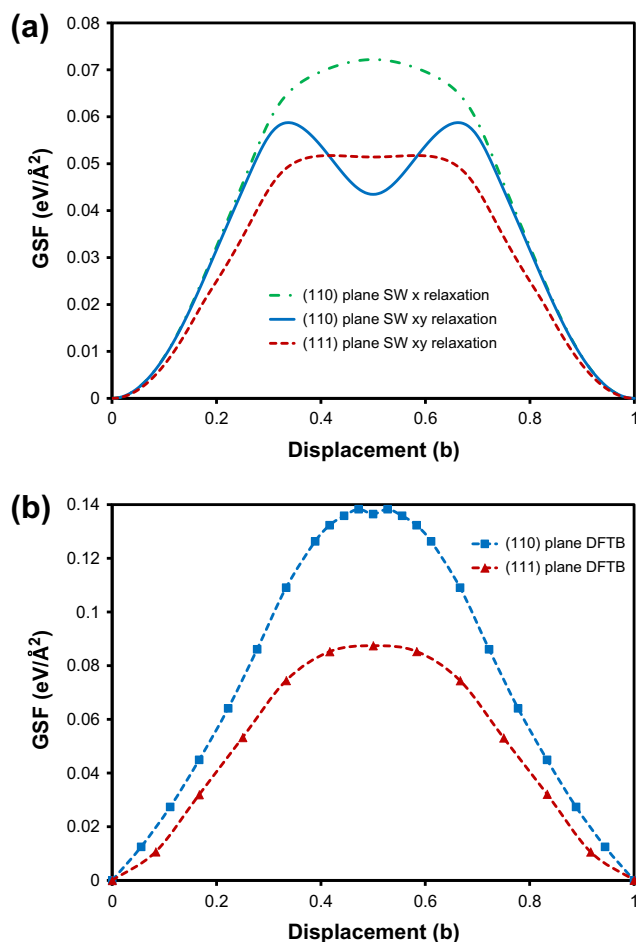 (a)
0.08
0.07
0.06
0.05
0.04
0.03
0.02
0.01
0
GSF (eV/Å²)
(110) plane SW x relaxation
(110) plane SW xy relaxation
(111) plane SW xy relaxation
0 0.2 0.4 0.6 0.8 1
Displacement (b)
(b)
0.14
0.12
0.1
0.08
0.06
0.04
0.02
0
GSF (eV/Å²)
(110) plane DFTB
(111) plane DFTB
0 0.2 0.4 0.6 0.8 1
Displacement (b)